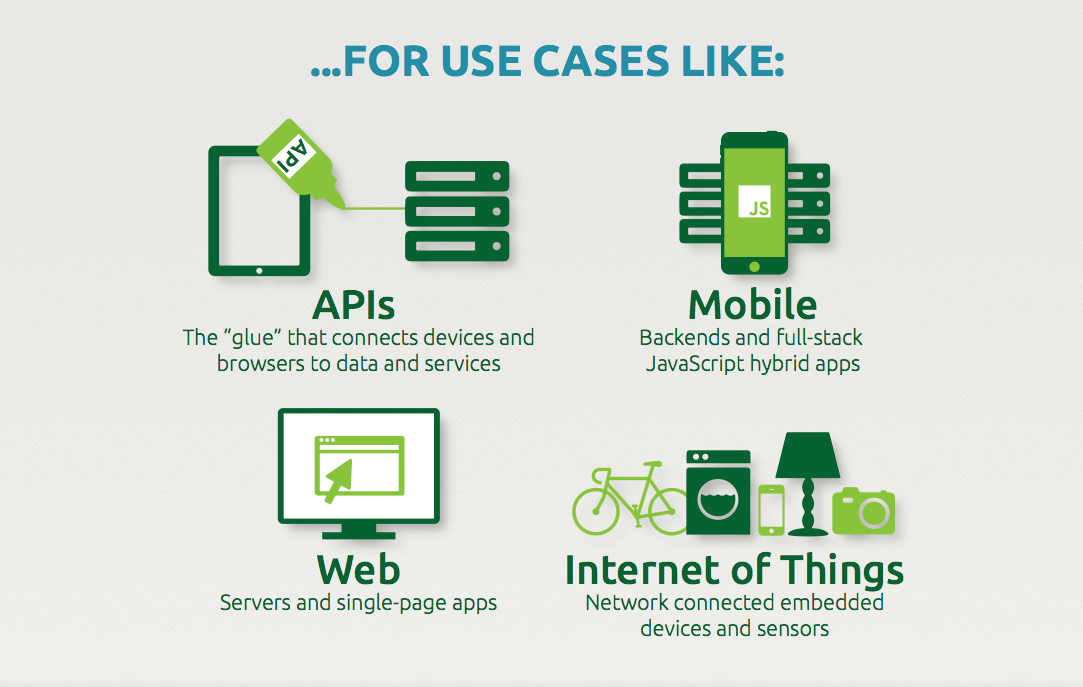 ...FOR USE CASES LIKE:
API
JS
APIs
The “glue” that connects devices and
browsers to data and services
Mobile
Backends and full-stack
JavaScript hybrid apps
Web
Servers and single-page apps
Internet of Things
Network connected embedded
devices and sensors